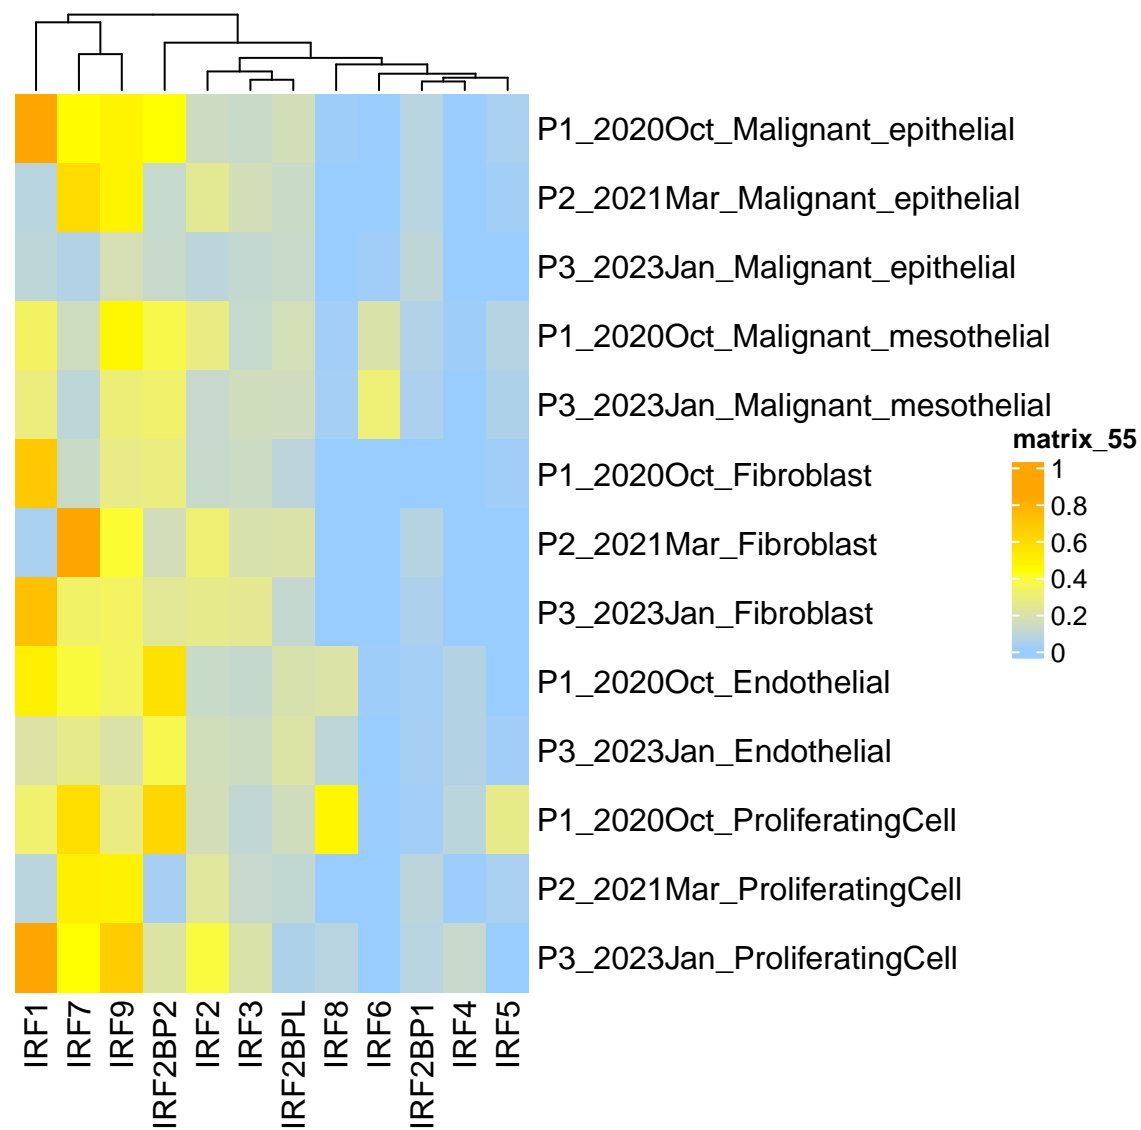 P1_2020Oct_Malignant_epithelial
P2_2021Mar_Malignant_epithelial
P3_2023Jan_Malignant_epithelial
P1_2020Oct_Malignant_mesothelial
P3_2023Jan_Malignant_mesothelial
P1_2020Oct_Fibroblast
P2_2021Mar_Fibroblast
P3_2023Jan_Fibroblast
P1_2020Oct_Endothelial
P3_2023Jan_Endothelial
P1_2020Oct_ProliferatingCell
P2_2021Mar_ProliferatingCell
P3_2023Jan_ProliferatingCell
matrix_55
1
0.8
0.6
0.4
0.2
0
IRF1
IRF7
IRF9
IRF2BP2
IRF2
IRF3
IRF2BPL
IRF8
IRF6
IRF2BP1
IRF4
IRF5